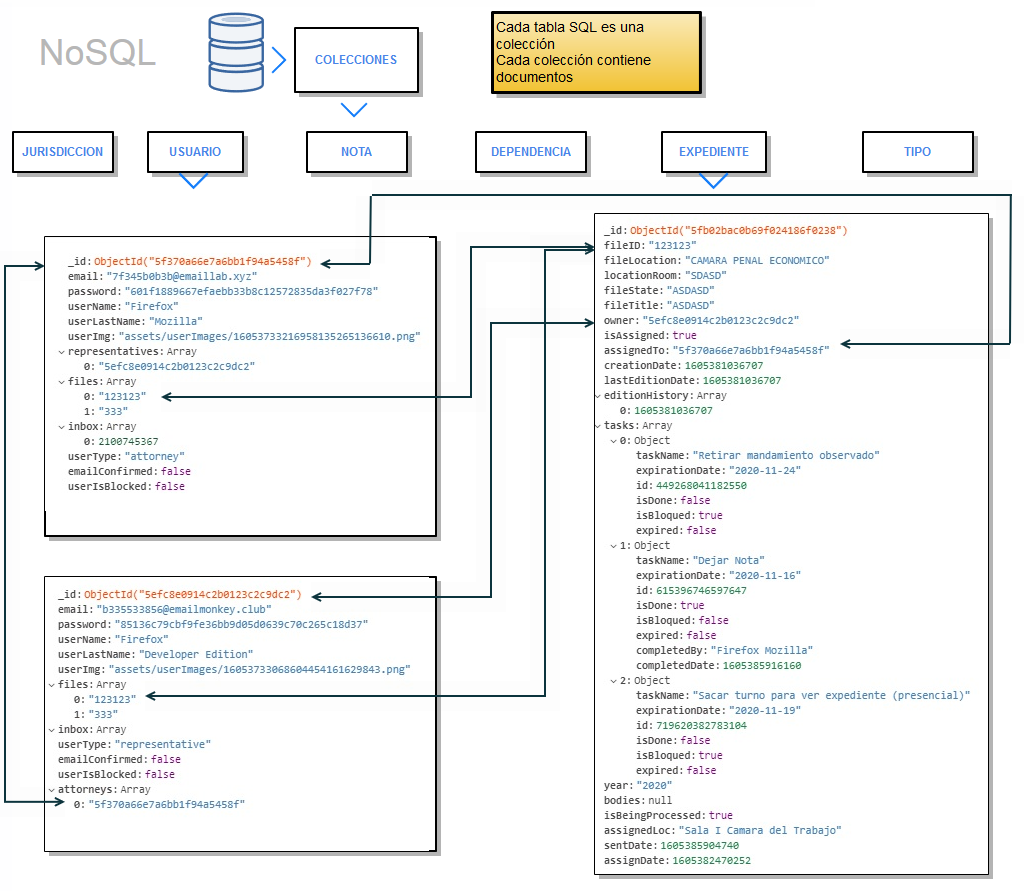 NoSQL
COLECCIONES
Cada tabla SQL es una
colección
Cada colección contiene
documentos
JURISDICCION
USUARIO
NOTA
DEPENDENCIA
EXPEDIENTE
TIPO
_id: ObjectId("5f370a66e7a6bb1f94a5458f")
email: "7f345b0b3b@emaillab.xyz"
password: "601f1889667efaebb33b8c12572835da3f027f78"
userName: "Firefox"
userLastName: "Mozilla"
userImg: "assets/userImages/16053733216958135265136610.png"
representatives: Array
0: "5efc8e0914c2b0123c2c9dc2"
files: Array
0: "123123"
1: "333"
inbox: Array
0: 2100745367
userType: "attorney"
emailConfirmed: false
userIsBlocked: false
_id: ObjectId("5efc8e0914c2b0123c2c9dc2")
email: "b335533856@emailmonkey.club"
password: "85136c79cbf9fe36bb9d05d0639c70c265c18d37"
userName: "Firefox"
userLastName: "Developer Edition"
userImg: "assets/userImages/16053733068604454161629843.png"
files: Array
0: "123123"
1: "333"
inbox: Array
userType: "representative"
emailConfirmed: false
userIsBlocked: false
attorneys: Array
0: "5f370a66e7a6bb1f94a5458f"
_id: ObjectId("5fb02bac0b69f024186f0238")
fileID: "123123"
fileLocation: "CAMARA PENAL ECONOMICO"
locationRoom: "SDASD"
fileState: "ASDASD"
fileTitle: "ASDASD"
owner: "5efc8e0914c2b0123c2c9dc2"
isAssigned: true
assignedTo: "5f370a66e7a6bb1f94a5458f"
creationDate: 1605381036707
lastEditionDate: 1605381036707
editionHistory: Array
0: 1605381036707
tasks: Array
0: Object
taskName: "Retirar mandamiento observado"
expirationDate: "2020-11-24"
id: 449268041182550
isDone: false
isBloqued: true
expired: false
1: Object
taskName: "Dejar Nota"
expirationDate: "2020-11-16"
id: 615396746597647
isDone: true
isBloqued: false
expired: false
completedBy: "Firefox Mozilla"
completedDate: 1605385916160
2: Object
taskName: "Sacar turno para ver expediente (presencial)"
expirationDate: "2020-11-19"
id: 719620382783104
isDone: false
isBloqued: true
expired: false
year: "2020"
bodies: null
isBeingProcessed: true
assignedLoc: "Sala I Camara del Trabajo"
sentDate: 1605385904740
assignDate: 1605382470252